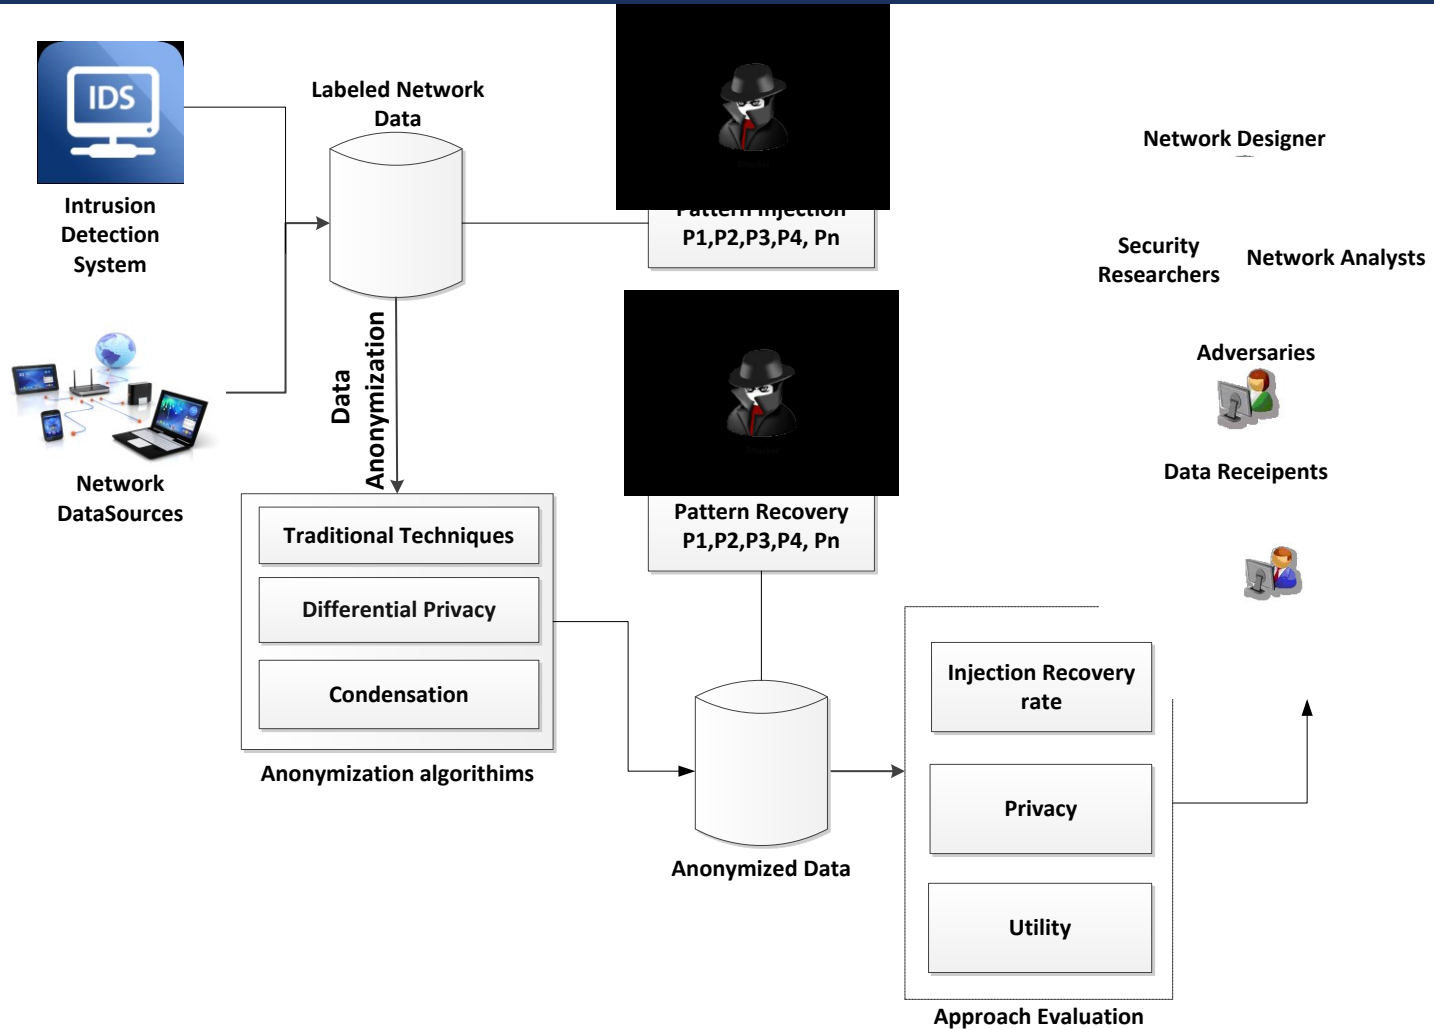 IDS
Intrusion
Detection
System
Labeled Network
Data
Pattern Injection
P1,P2,P3,P4, Pn
Network Designer
Security
Researchers
Network Analysts
Adversaries
Data Receipents
Network
DataSources
Data
Anonymization
Traditional Techniques
Differential Privacy
Condensation
Anonymization algorithims
Pattern Recovery
P1,P2,P3,P4, Pn
Anonymized Data
Injection Recovery
rate
Privacy
Utility
Approach Evaluation